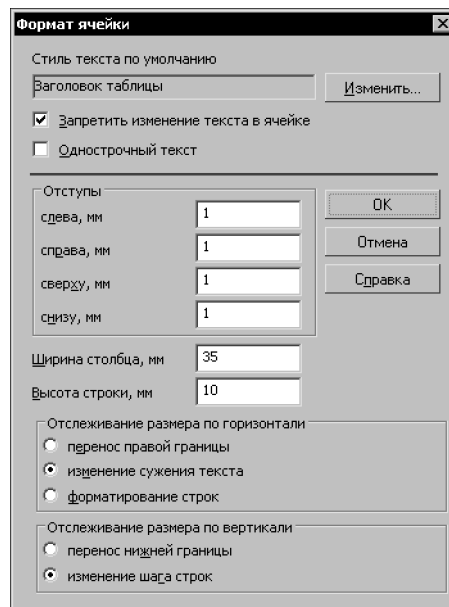 Формат ячейки
Стиль текста по умолчанию
Заголовок таблицы
Изменить...
Запретить изменение текста в ячейке
Однострочный текст
Отступы
слева, мм 1
справа, мм 1
сверху, мм 1
снизу, мм 1
OK
Отмена
Справка
Ширина столбца, мм 35
Высота строки, мм 10
Отслеживание размера по горизонтали
перенос правой границы
изменение сужения текста
форматирование строк
Отслеживание размера по вертикали
перенос нижней границы
изменение шага строк